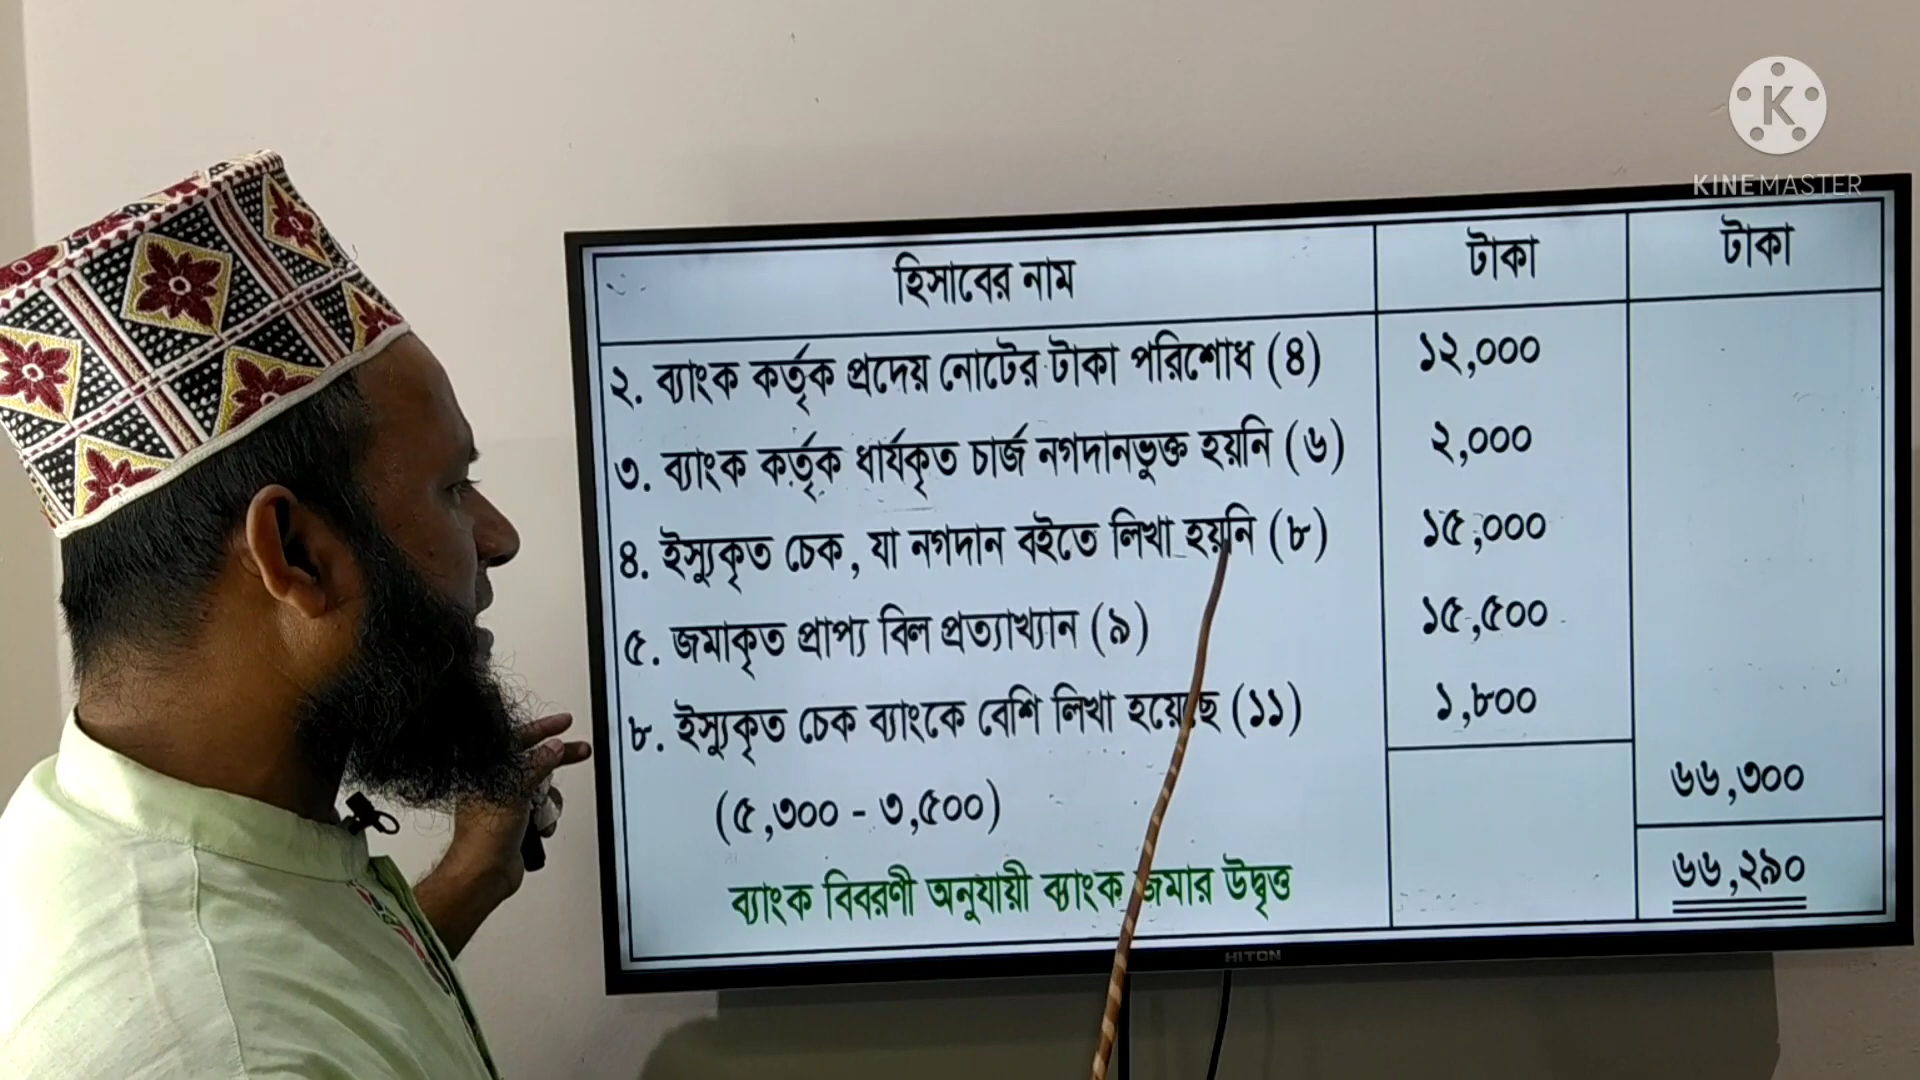 KINEMASTER
হিসাবের নাম টাকা টাকা
২. ব্যাংক কর্তৃক প্রদেয় নোটের টাকা পরিশোধ (৪) ১২,০০০
৩. ব্যাংক কর্তৃক ধার্যকৃত চার্জ নগদানভুক্ত হয়নি (৬) ২,০০০
৪. ইস্যুকৃত চেক, যা নগদান বইতে লিখা হয়নি (৮) ১৫,০০০
৫. জমাকৃত প্রাপ্য বিল প্রত্যাখ্যান (৯) ১৫,৫০০
৮. ইস্যুকৃত চেক ব্যাংকে বেশি লিখা হয়েছে (১১) ১,৮০০
(৫,৩০০ - ৩,৫০০) ৬৬,৩০০
ব্যাংক বিবরণী অনুযায়ী ব্যাংক জমার উদ্বৃত্ত ৬৬,২৯০
HITON